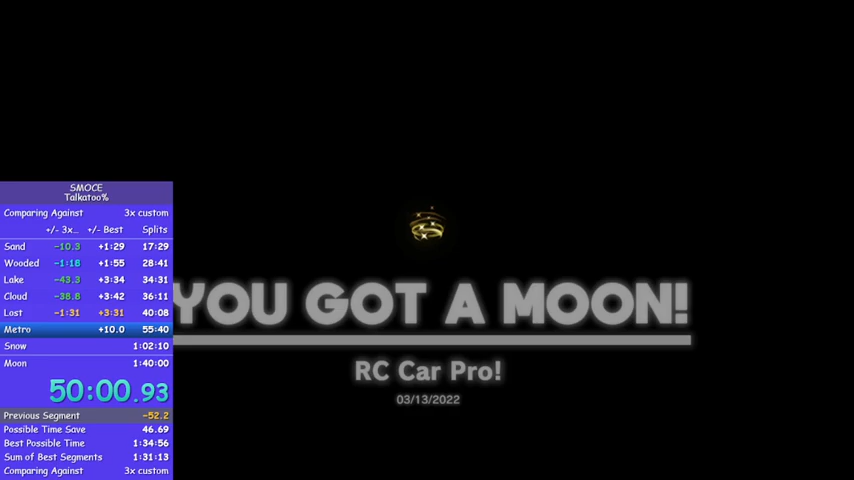 SMOCE
Talkatoo%
Comparing Against 3x custom
+/- 3x... +/- Best Splits
Sand -10.3 +1:29 17:29
Wooded -1:18 +1:55 28:41
Lake -43.3 +3:34 34:31
Cloud -38.8 +3:42 36:11
Lost -1:31 +3:31 40:08
Metro +10.0 55:40
Snow 1:02:10
Moon 1:40:00
50:00.93
Previous Segment -52.2
Possible Time Save 46.69
Best Possible Time 1:34:56
Sum of Best Segments 1:31:13
Comparing Against 3x custom
YOU GOT A MOON!
RC Car Pro!
03/13/2022